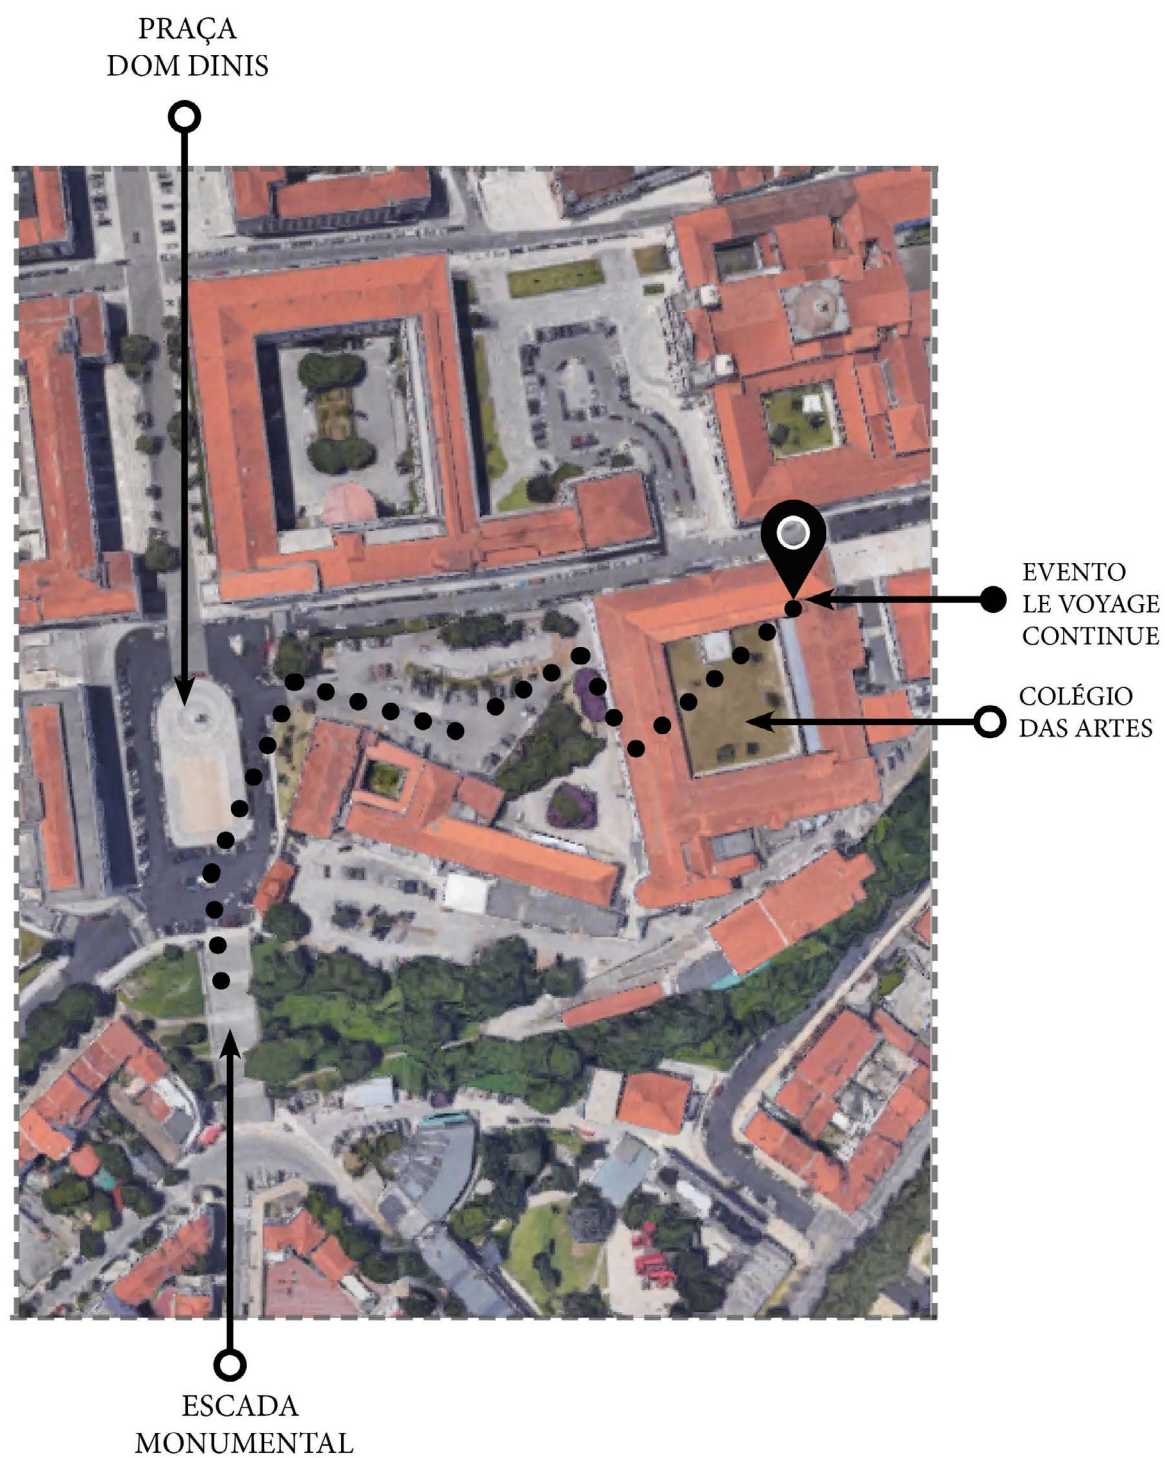 PRAÇA
DOM DINIS
EVENTO
LE VOYAGE
CONTINUE
COLÉGIO
DAS ARTES
ESCADA
MONUMENTAL